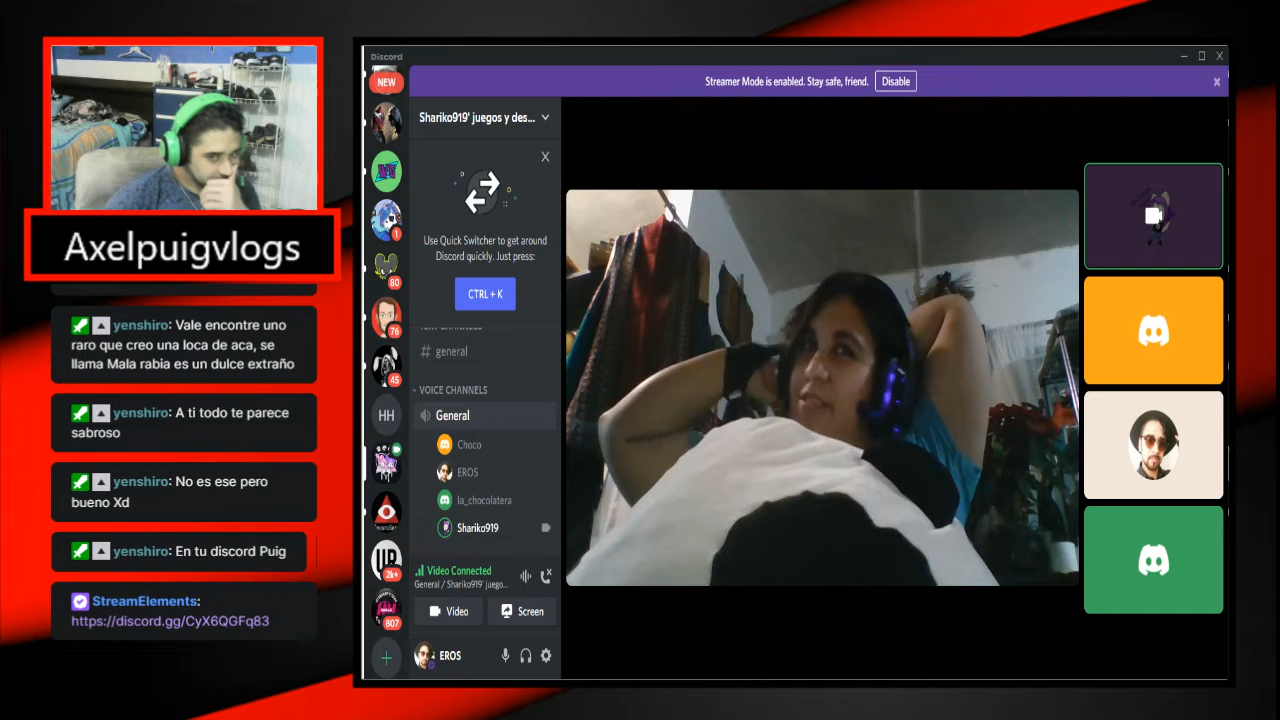 Axelpuigvlogs
yenshiro: Vale encontre uno
raro que creo una loca de aca, se
llama Mala rabia es un dulce extraño
yenshiro: A ti todo te parece
sabroso
yenshiro: No es ese pero
bueno Xd
yenshiro: En tu discord Puig
StreamElements:
https://discord.gg/CyX6QGFq83
Discord
NEW
1
80
76
45
HH
2k+
807
Streamer Mode is enabled. Stay safe, friend.
Disable
Shariko919' juegos y des...
Use Quick Switcher to get around
Discord quickly. Just press:
CTRL + K
# general
VOICE CHANNELS
General
Choco
EROS
la_chocolatera
Shariko919
Video Connected
General / Shariko919' juego...
Video
Screen
EROS